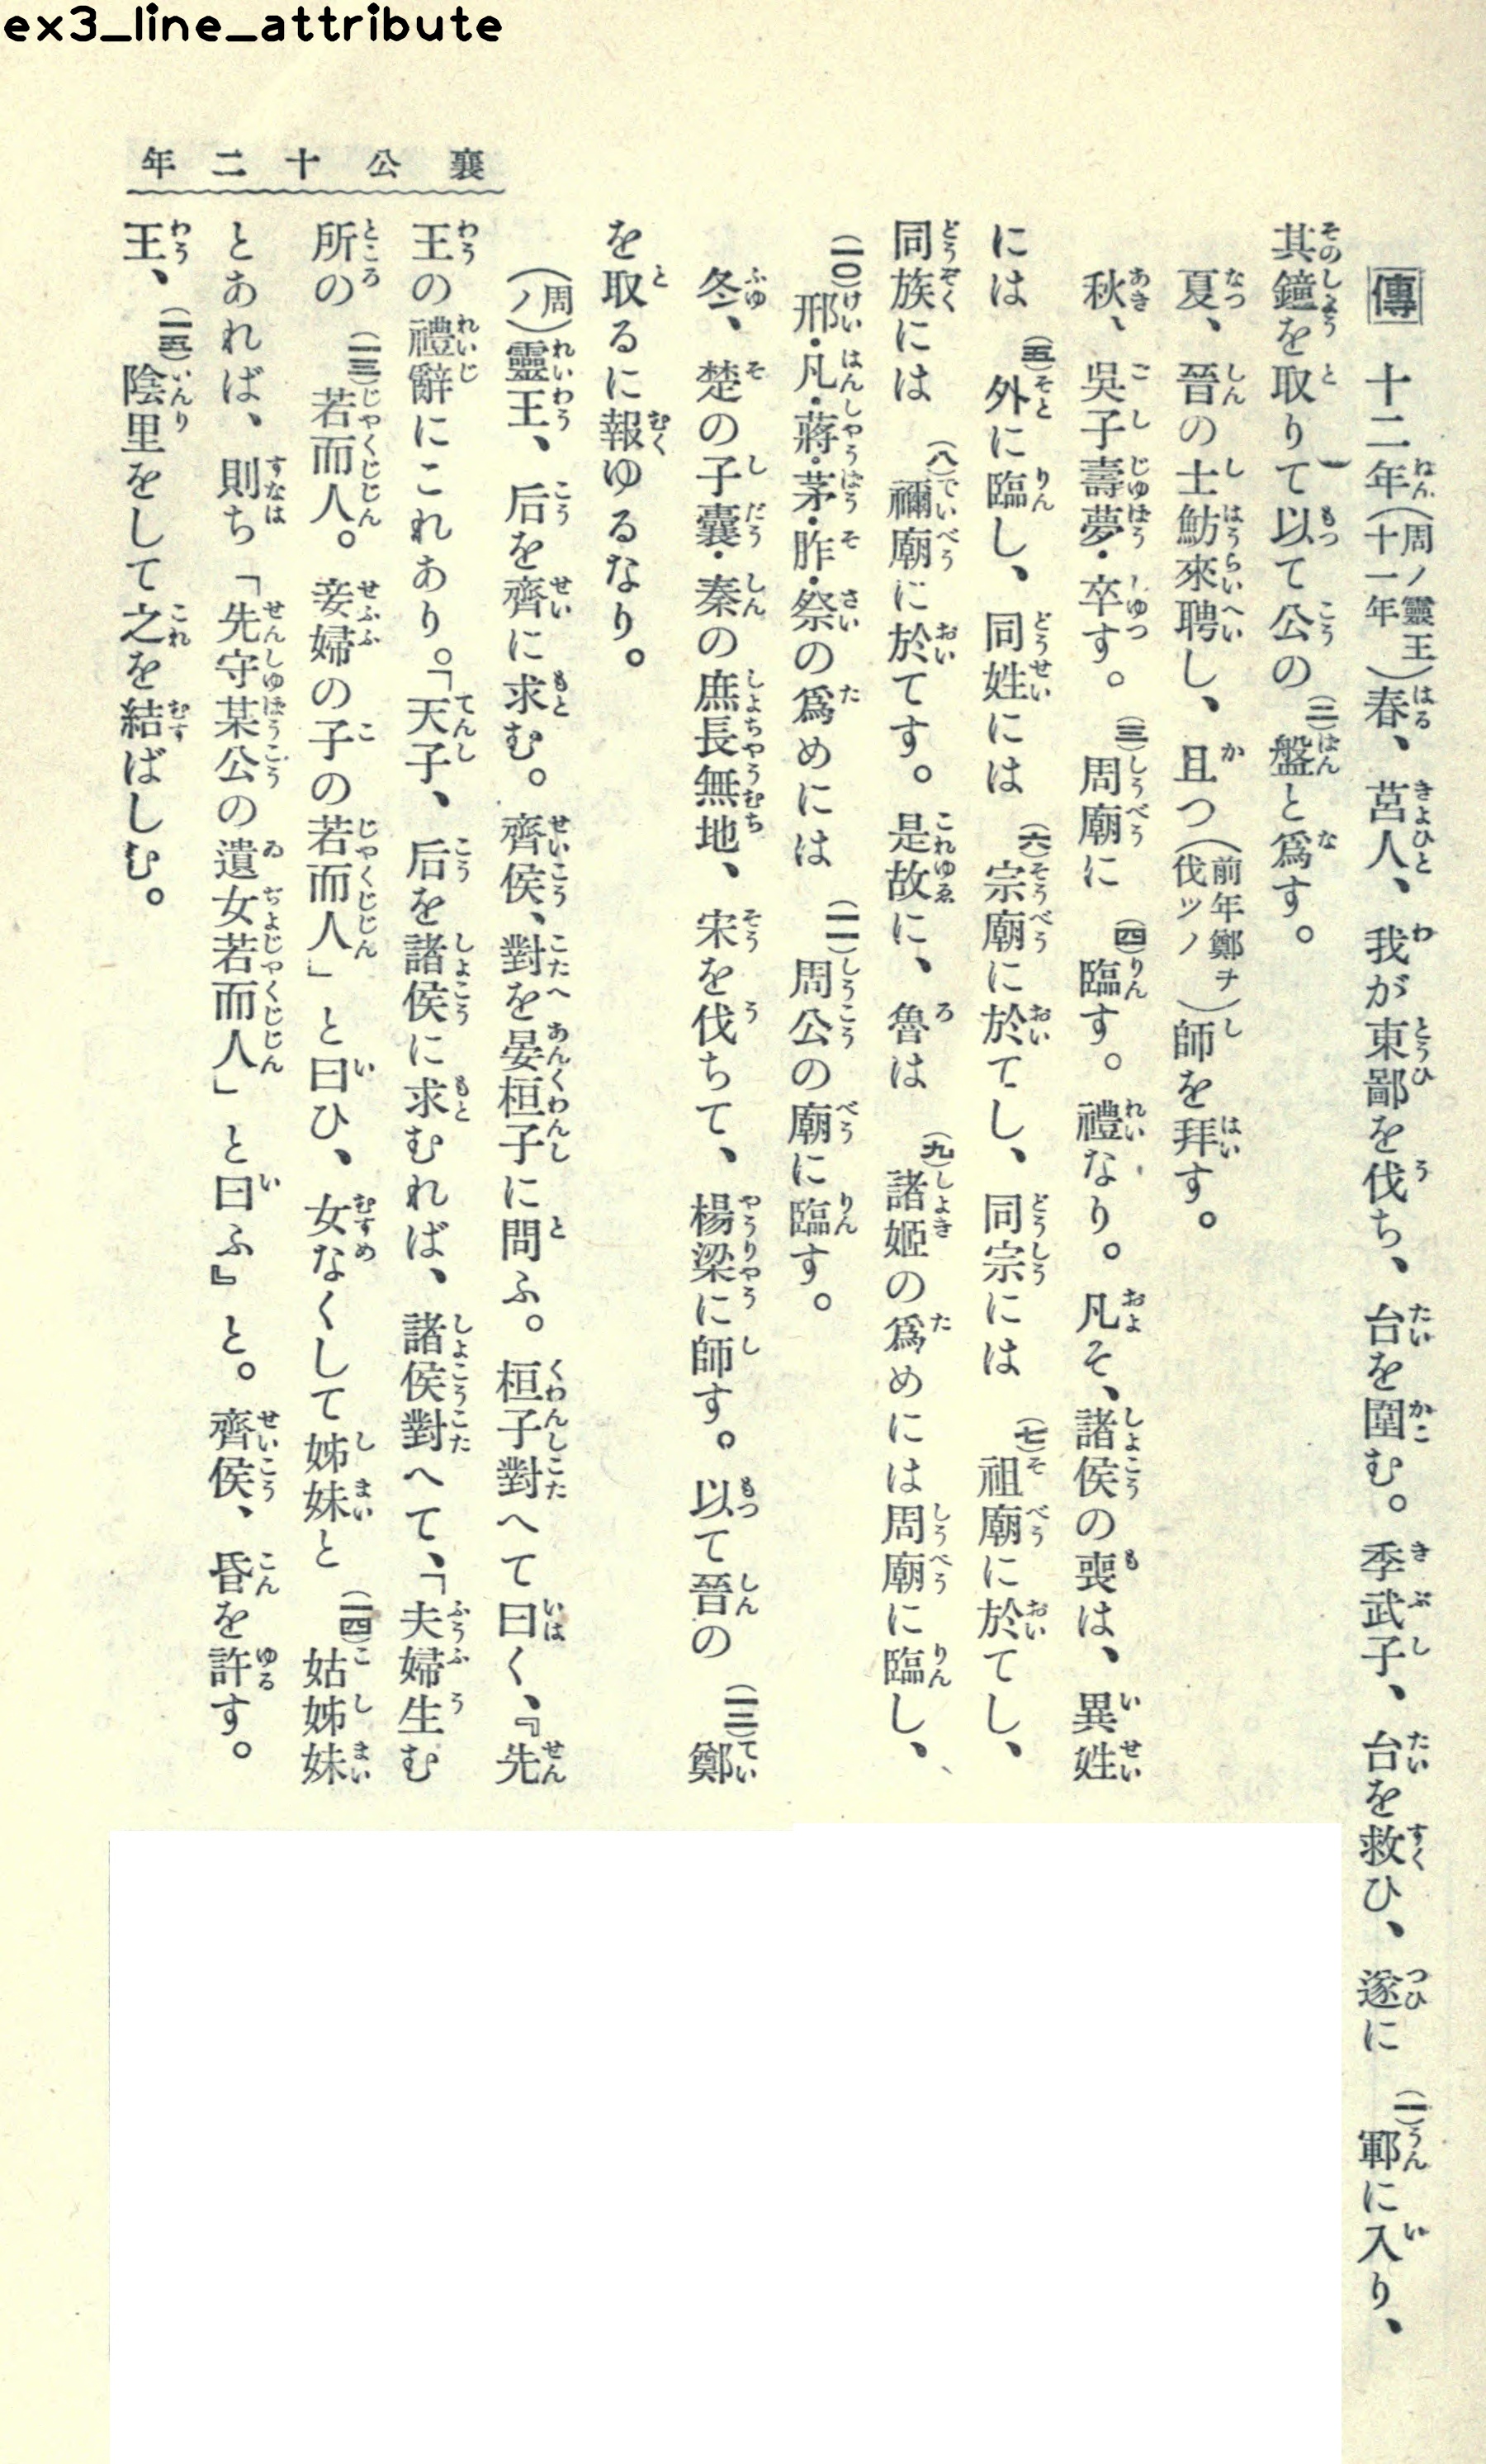 ex3_line_attribute
襄公十二年
傳 十二年(周ノ靈王十一年)春、莒人、我が東鄙を伐ち、台を圍む。季武子、台を救ひ、遂に(一)鄆に入り、
其鐘を取りて以て公の(二)盤と爲す。
夏、晉の士魴來聘し、且つ(前年鄭ヲ伐ツノ)師を拜す。
秋、吳子壽夢・卒す。(三)周廟に(四)臨す。禮なり。凡そ、諸侯の喪は、異姓
には(五)外に臨し、同姓には(六)宗廟に於てし、同宗には(七)祖廟に於てし、
同族には(八)禰廟に於てす。是故に、魯は(九)諸姬の爲めには周廟に臨し、
(一〇)邢・凡・蔣・茅・胙・祭の爲めには(一一)周公の廟に臨す。
冬、楚の子囊・秦の庶長無地、宋を伐ちて、楊梁に師す。以て晉の(一二)鄭
を取るに報ゆるなり。
(周ノ)靈王、后を齊に求む。齊侯、對を晏桓子に問ふ。桓子對へて曰く、『先
王の禮辭にこれあり。「天子、后を諸侯に求むれば、諸侯對へて、「夫婦生む
所の(一三)若而人。妾婦の子の若而人」と曰ひ、女なくして姊妹と(一四)姑姊妹
とあれば、則ち「先守某公の遺女若而人」と曰ふ』と。齊侯、昏を許す。
王、(一五)陰里をして之を結ばしむ。